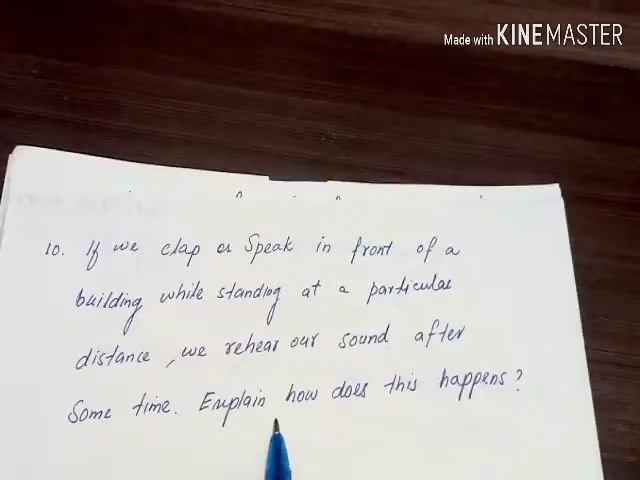 Made with KINEMASTER
10. If we clap or Speak in front of a
building while standing at a particular
distance, we rehear our sound after
Some time. Explain how does this happens?